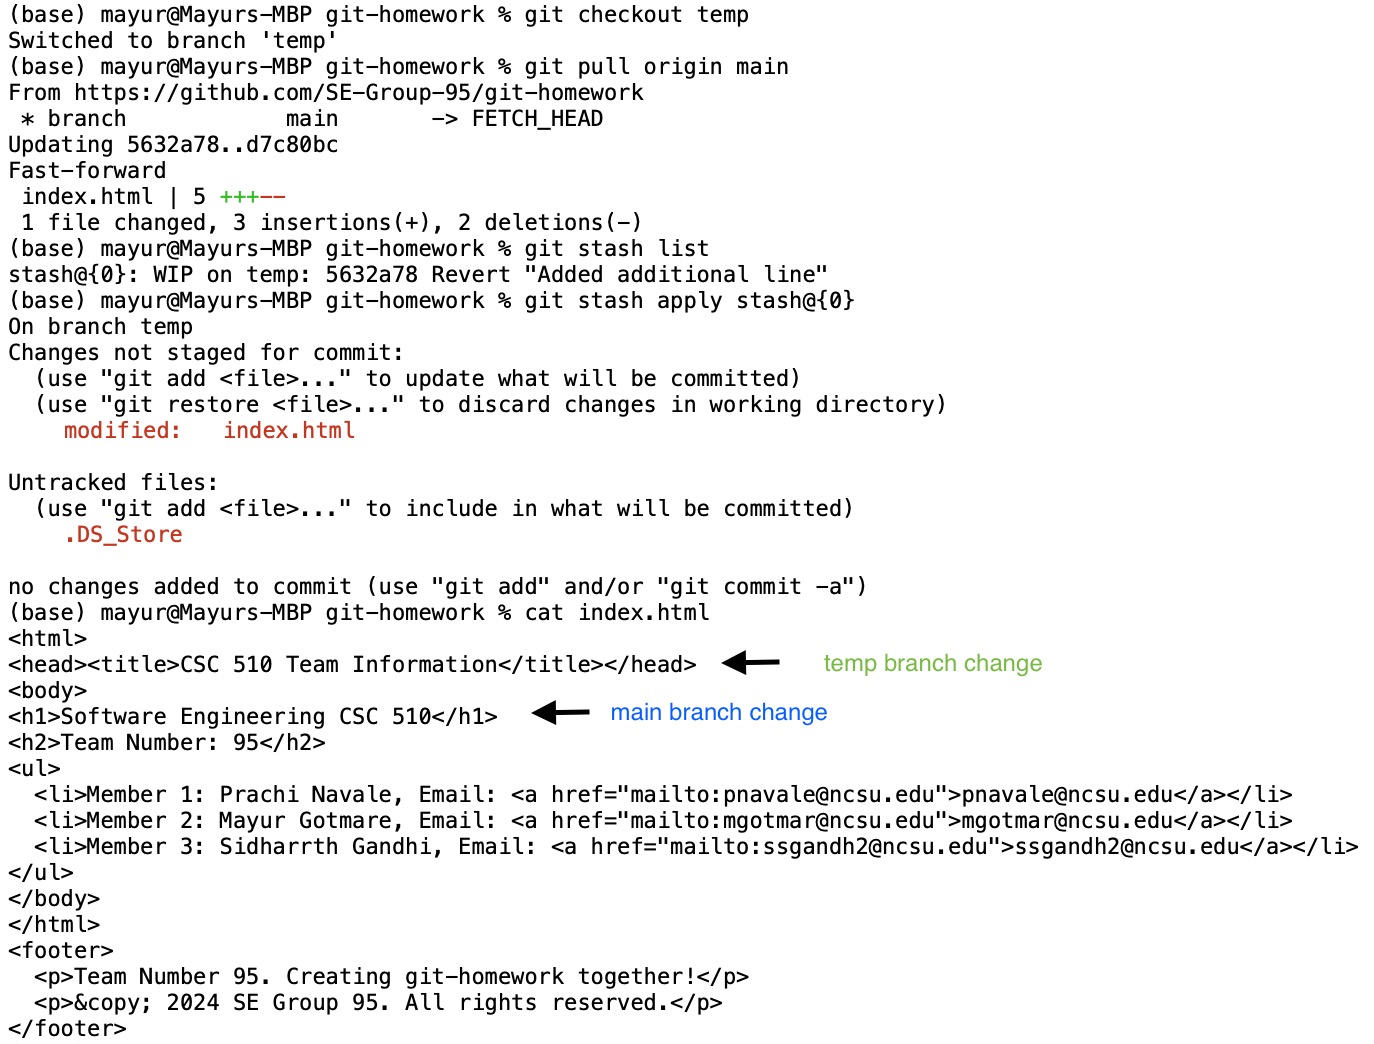 (base) mayur@Mayurs-MBP git-homework % git checkout temp
Switched to branch 'temp'
(base) mayur@Mayurs-MBP git-homework % git pull origin main
From https://github.com/SE-Group-95/git-homework
 * branch            main       -> FETCH_HEAD
Updating 5632a78..d7c80bc
Fast-forward
 index.html | 5 +++--
 1 file changed, 3 insertions(+), 2 deletions(-)
(base) mayur@Mayurs-MBP git-homework % git stash list
stash@{0}: WIP on temp: 5632a78 Revert "Added additional line"
(base) mayur@Mayurs-MBP git-homework % git stash apply stash@{0}
On branch temp
Changes not staged for commit:
  (use "git add <file>..." to update what will be committed)
  (use "git restore <file>..." to discard changes in working directory)
	modified:   index.html

Untracked files:
  (use "git add <file>..." to include in what will be committed)
	.DS_Store

no changes added to commit (use "git add" and/or "git commit -a")
(base) mayur@Mayurs-MBP git-homework % cat index.html
<html>
<head><title>CSC 510 Team Information</title></head> temp branch change
<body>
<h1>Software Engineering CSC 510</h1> main branch change
<h2>Team Number: 95</h2>
<ul>
  <li>Member 1: Prachi Navale, Email: <a href="mailto:pnavale@ncsu.edu">pnavale@ncsu.edu</a></li>
  <li>Member 2: Mayur Gotmare, Email: <a href="mailto:mgotmar@ncsu.edu">mgotmar@ncsu.edu</a></li>
  <li>Member 3: Sidharrth Gandhi, Email: <a href="mailto:ssgandh2@ncsu.edu">ssgandh2@ncsu.edu</a></li>
</ul>
</body>
</html>
<footer>
  <p>Team Number 95. Creating git-homework together!</p>
  <p>&copy; 2024 SE Group 95. All rights reserved.</p>
</footer>